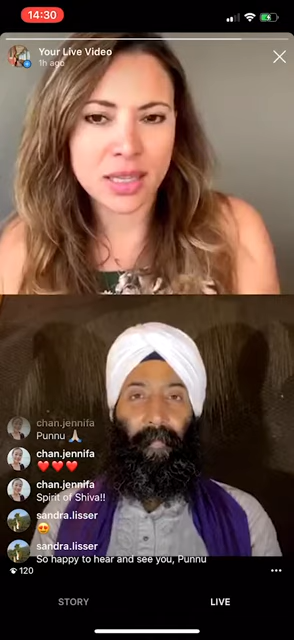 14:30
Your Live Video
1h ago
chan.jennifa
Punnu 🙏🏻
chan.jennifa
❤️❤️❤️
chan.jennifa
Spirit of Shiva!!
sandra.lisser
😍
sandra.lisser
So happy to hear and see you, Punnu
120
STORY
LIVE